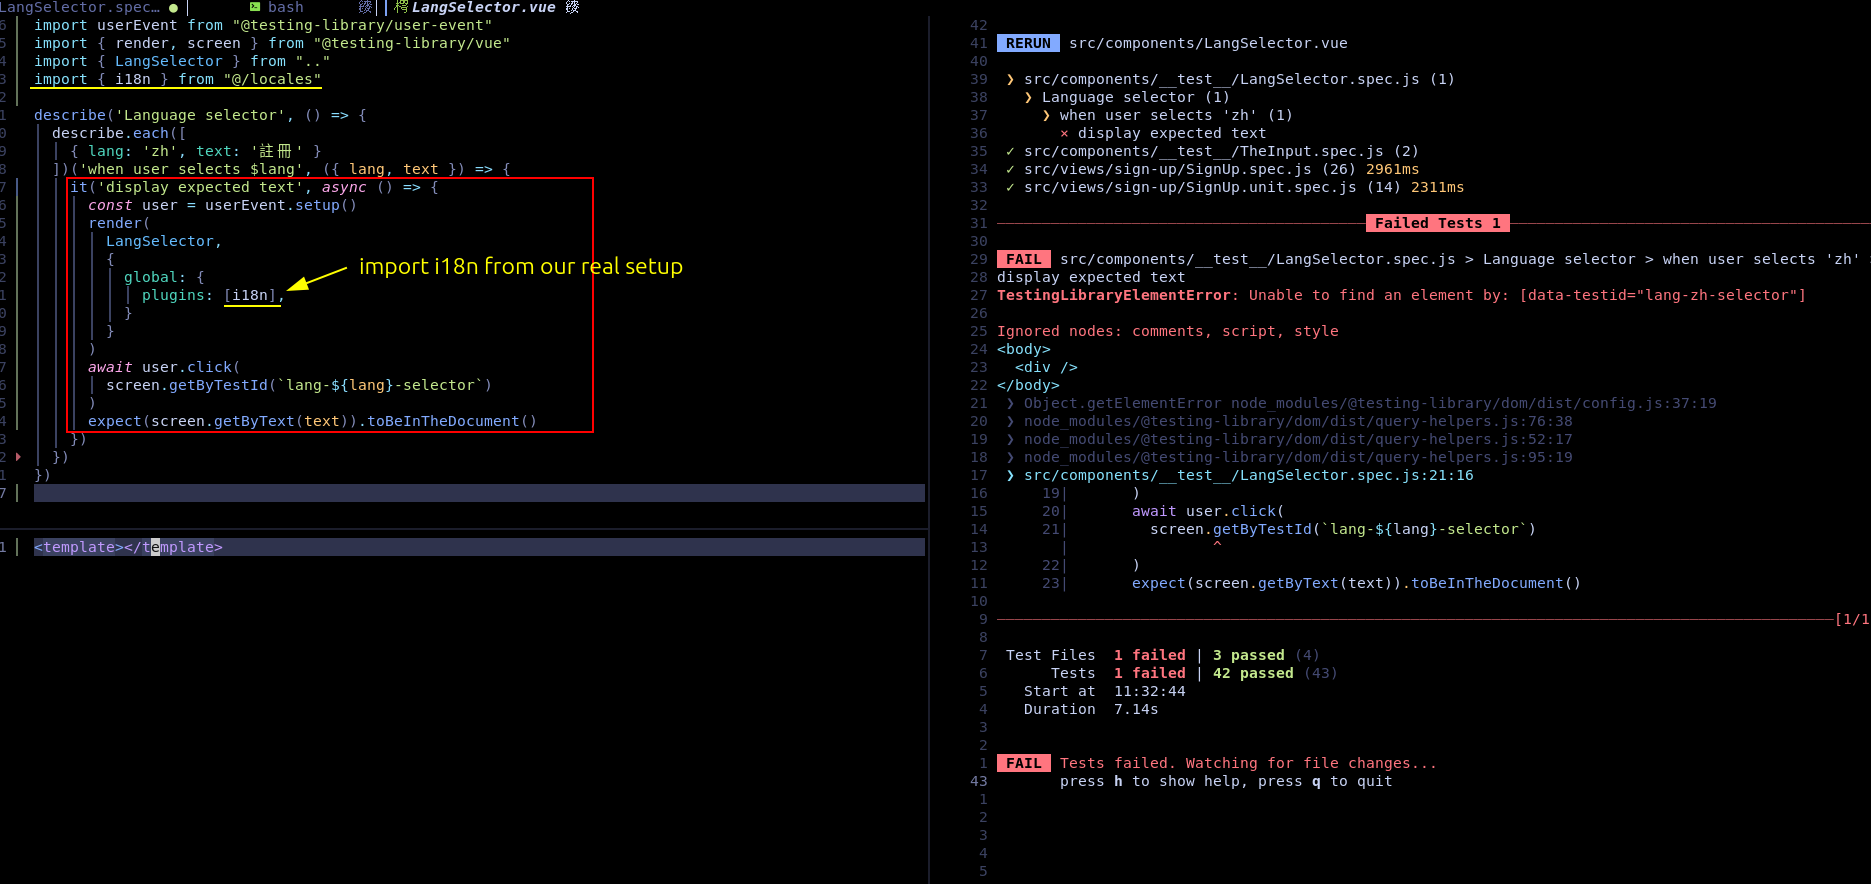 LangSelector.spec… ● bash LangSelector.vue
6 import userEvent from "@testing-library/user-event"
5 import { render, screen } from "@testing-library/vue"
4 import { LangSelector } from ".."
3 import { i18n } from "@/locales"
2
1 describe('Language selector', () => {
0 describe.each([
9 { lang: 'zh', text: '註冊' }
8 ])('when user selects $lang', ({ lang, text }) => {
7 it('display expected text', async () => {
6 const user = userEvent.setup()
5 render(
4 LangSelector,
3 {
2 global: {
1 plugins: [i18n],
0 }
9 }
8 )
7 await user.click(
6 screen.getByTestId(`lang-${lang}-selector`)
5 )
4 expect(screen.getByText(text)).toBeInTheDocument()
3 })
2 })
1 })
7
import i18n from our real setup
1 <template></template>
42
41 RERUN src/components/LangSelector.vue
40
39 ❯ src/components/__test__/LangSelector.spec.js (1)
38 ❯ Language selector (1)
37 ❯ when user selects 'zh' (1)
36 × display expected text
35 ✓ src/components/__test__/TheInput.spec.js (2)
34 ✓ src/views/sign-up/SignUp.spec.js (26) 2961ms
33 ✓ src/views/sign-up/SignUp.unit.spec.js (14) 2311ms
32
31 Failed Tests 1
30
29 FAIL src/components/__test__/LangSelector.spec.js > Language selector > when user selects 'zh' >
28 display expected text
27 TestingLibraryElementError: Unable to find an element by: [data-testid="lang-zh-selector"]
26
25 Ignored nodes: comments, script, style
24 <body>
23 <div />
22 </body>
21 ❯ Object.getElementError node_modules/@testing-library/dom/dist/config.js:37:19
20 ❯ node_modules/@testing-library/dom/dist/query-helpers.js:76:38
19 ❯ node_modules/@testing-library/dom/dist/query-helpers.js:52:17
18 ❯ node_modules/@testing-library/dom/dist/query-helpers.js:95:19
17 ❯ src/components/__test__/LangSelector.spec.js:21:16
16 19| )
15 20| await user.click(
14 21| screen.getByTestId(`lang-${lang}-selector`)
13 | ^
12 22| )
11 23| expect(screen.getByText(text)).toBeInTheDocument()
10
9 [1/1
8
7 Test Files 1 failed | 3 passed (4)
6 Tests 1 failed | 42 passed (43)
5 Start at 11:32:44
4 Duration 7.14s
3
2
1 FAIL Tests failed. Watching for file changes...
43 press h to show help, press q to quit
1
2
3
4
5